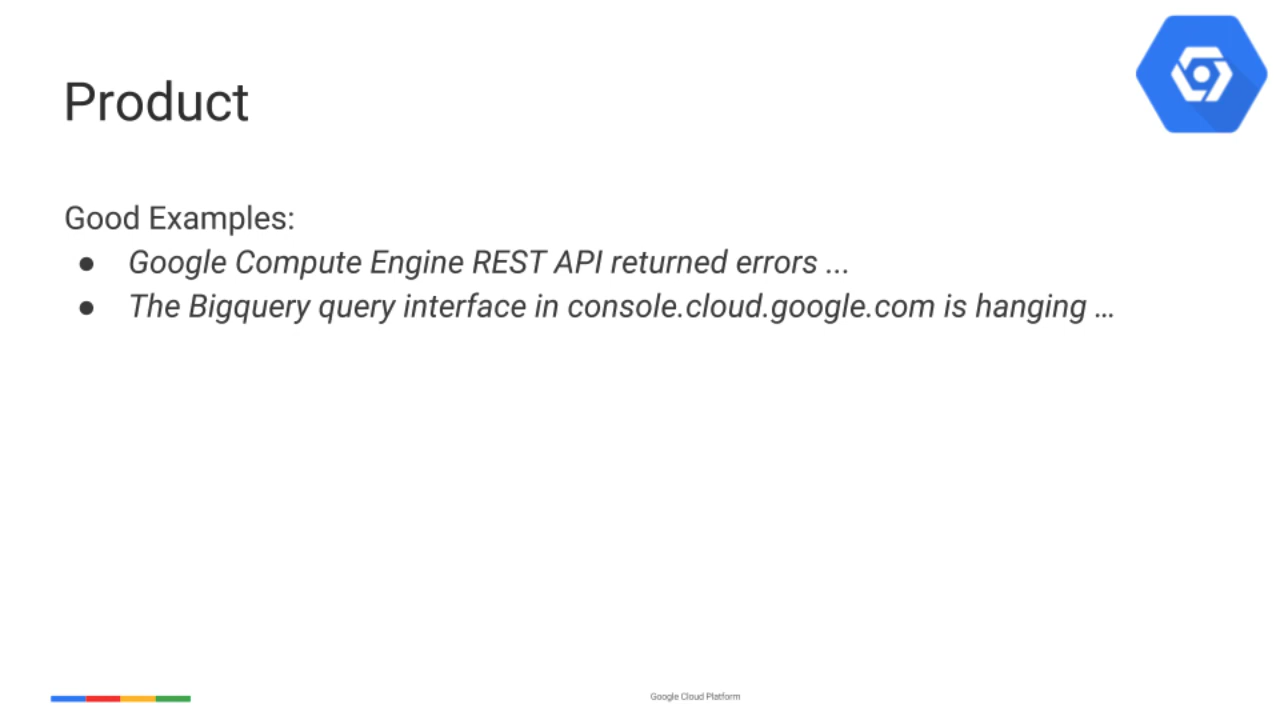 Product
Good Examples:
● Google Compute Engine REST API returned errors ...
● The Bigquery query interface in console.cloud.google.com is hanging …
Google Cloud Platform